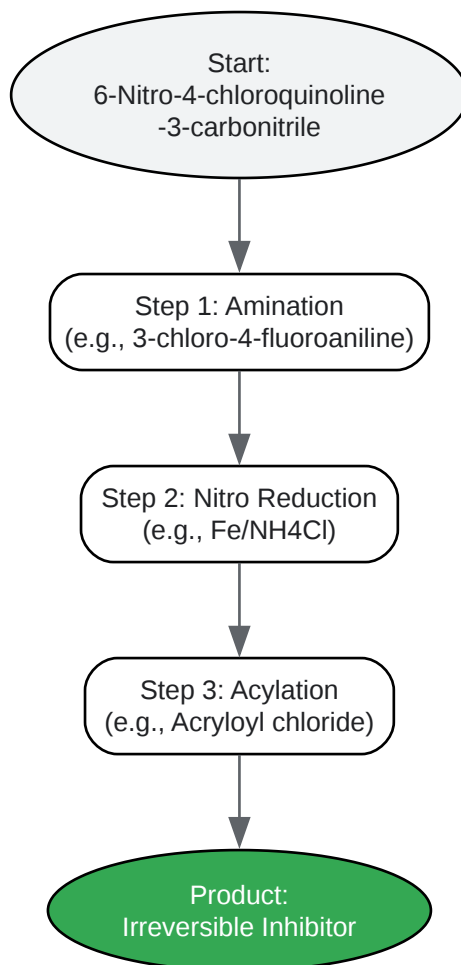 Start:
6-Nitro-4-chloroquinoline
-3-carbonitrile
Step 1: Amination
(e.g., 3-chloro-4-fluoroaniline)
Step 2: Nitro Reduction
(e.g., Fe/NH4Cl)
Step 3: Acylation
(e.g., Acryloyl chloride)
Product:
Irreversible Inhibitor